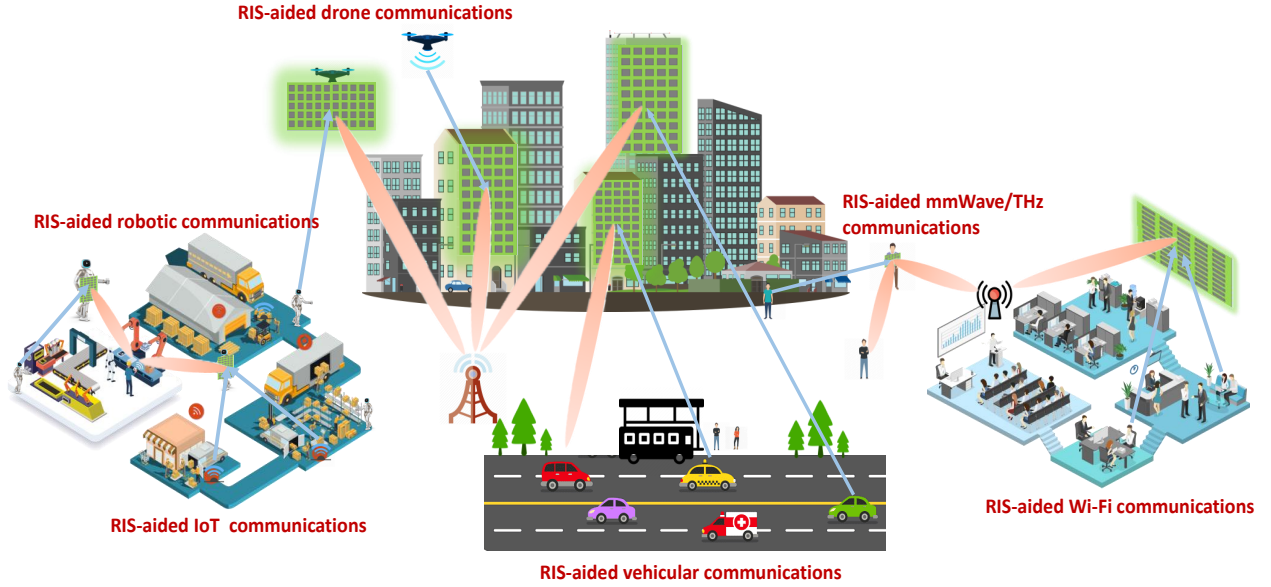 RIS-aided drone communications
RIS-aided robotic communications
RIS-aided mmWave/THz
communications
RIS-aided IoT  communications
RIS-aided Wi-Fi communications
RIS-aided vehicular communications